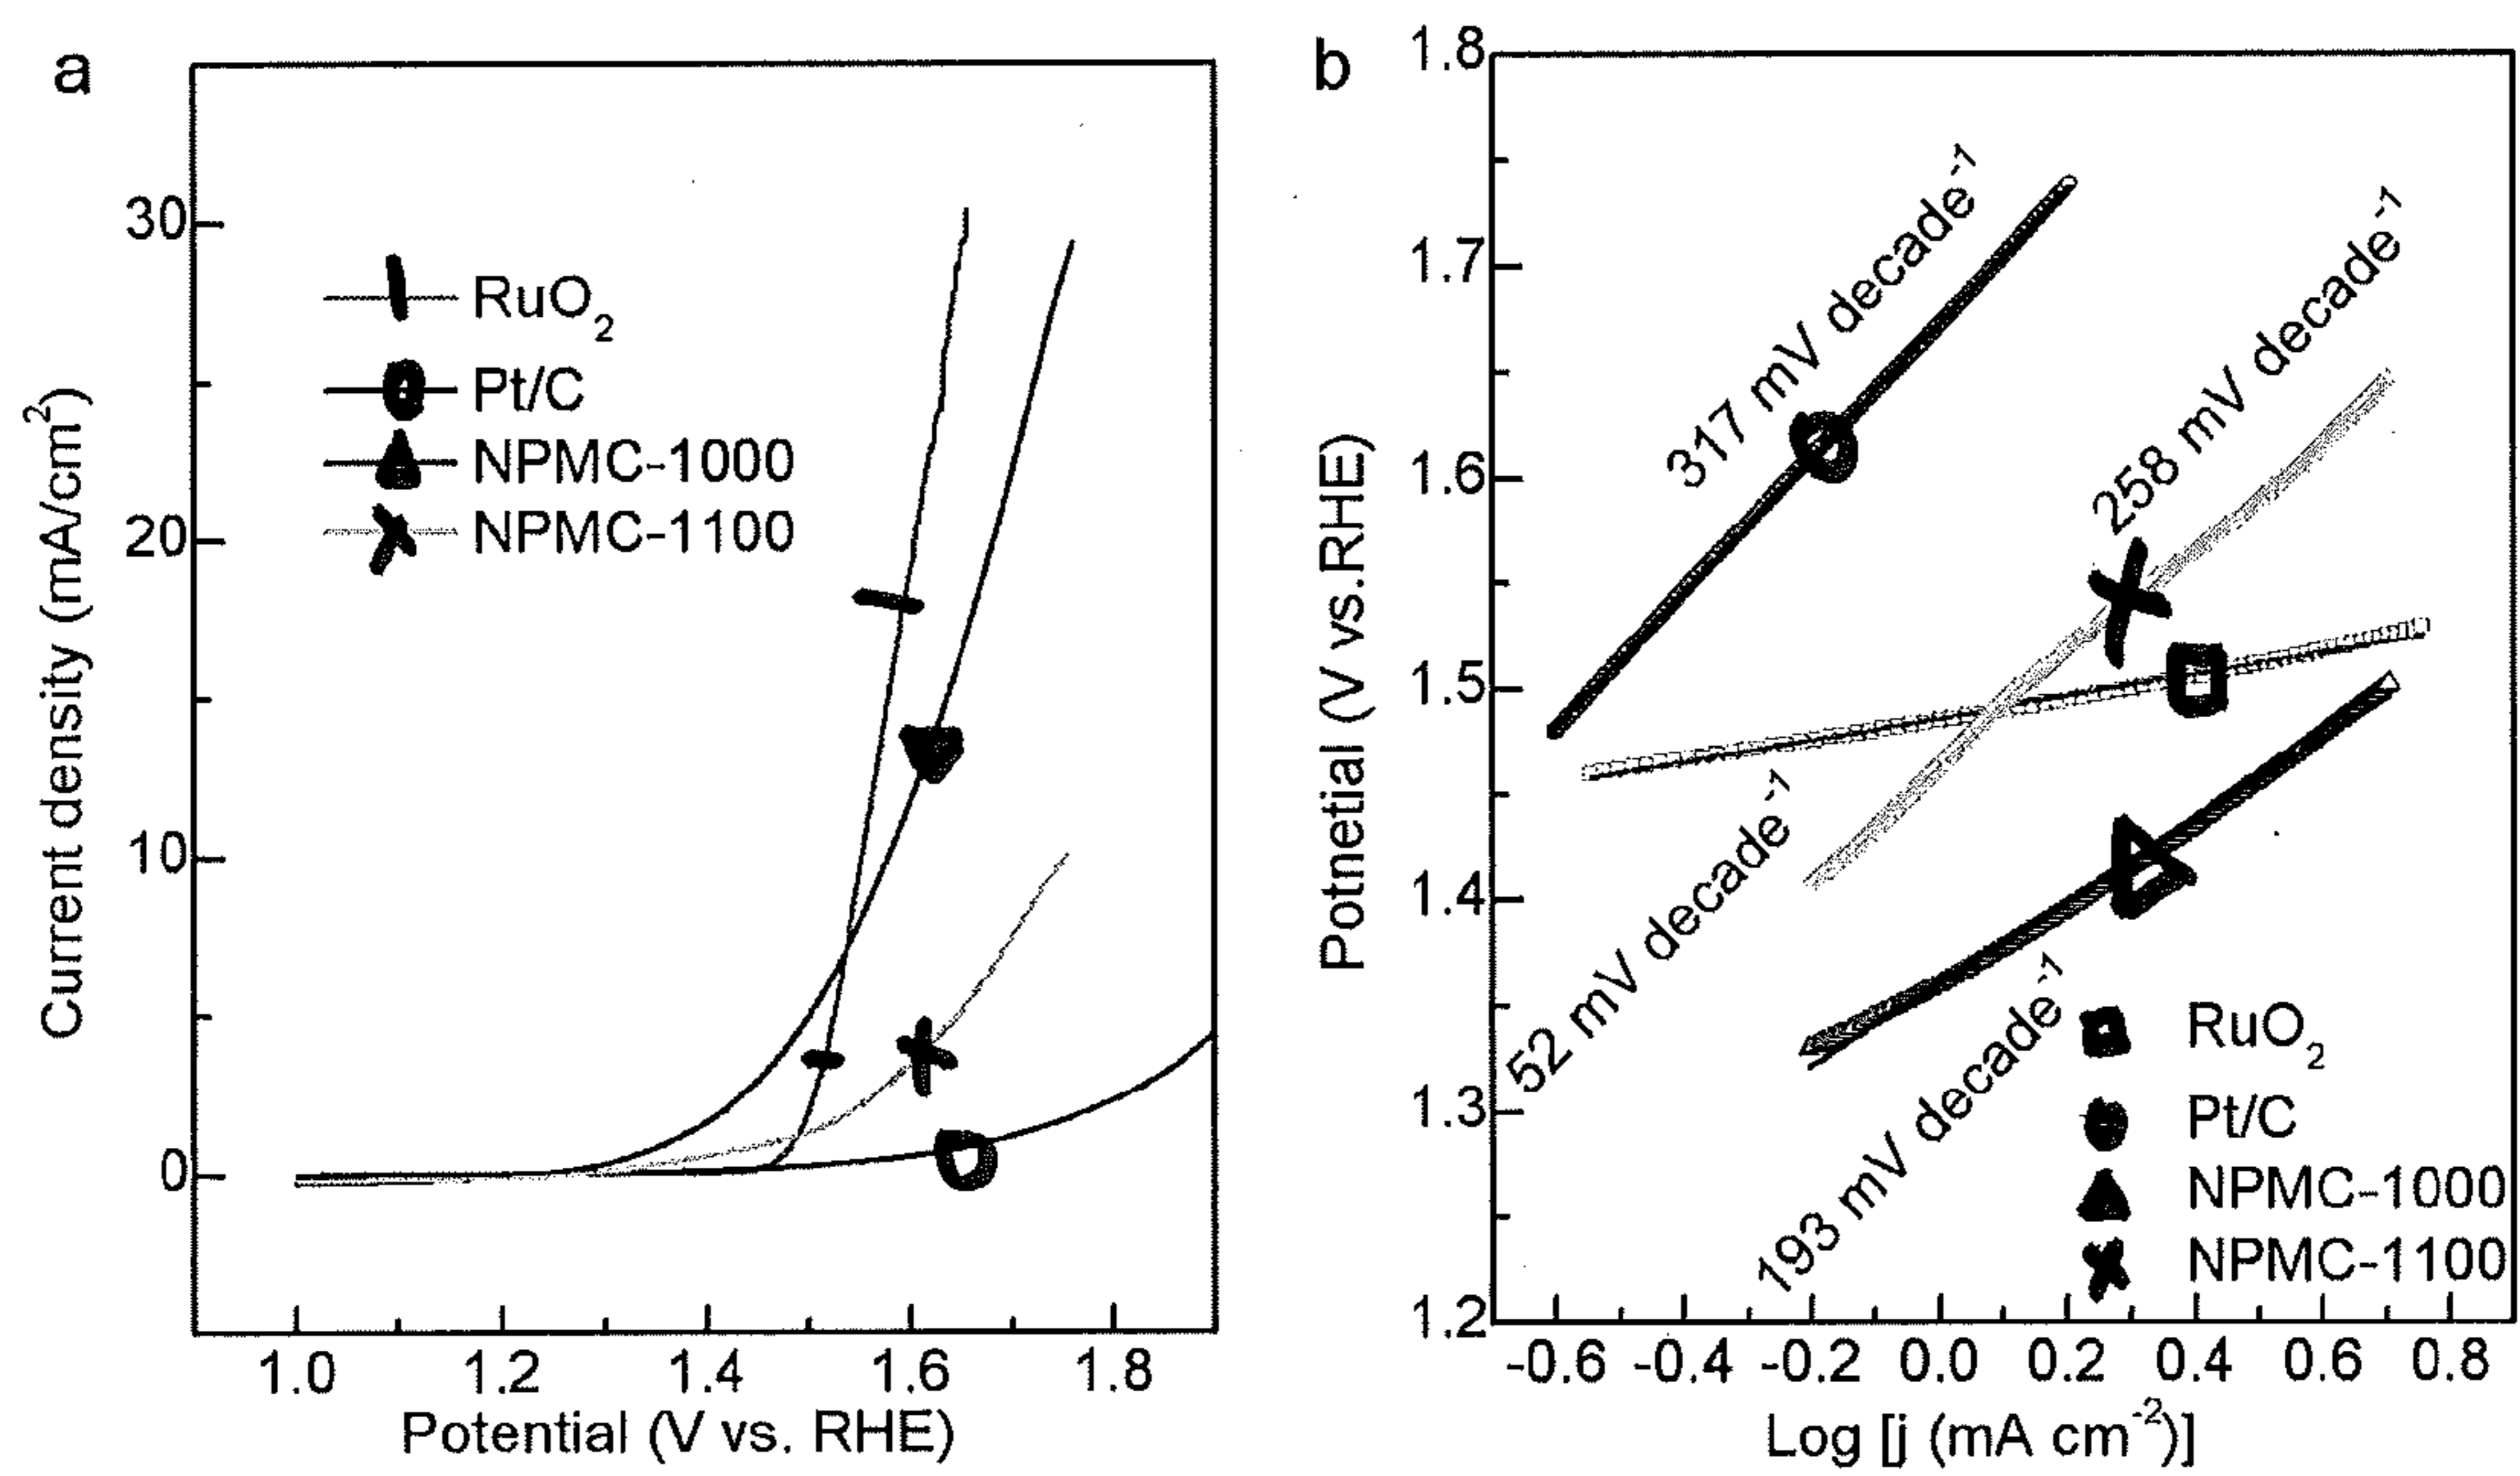 a
30
20
10
0
Current density (mA/cm²)
RuO₂
Pt/C
NPMC-1000
NPMC-1100
1.0 1.2 1.4 1.6 1.8
Potential (V vs. RHE)
b
1.8
1.7
1.6
1.5
1.4
1.3
1.2
Potnetial (V vs.RHE)
317 mV decade⁻¹
258 mV decade⁻¹
52 mV decade⁻¹
193 mV decade⁻¹
RuO₂
Pt/C
NPMC-1000
NPMC-1100
-0.6 -0.4 -0.2 0.0 0.2 0.4 0.6 0.8
Log [j (mA cm⁻²)]